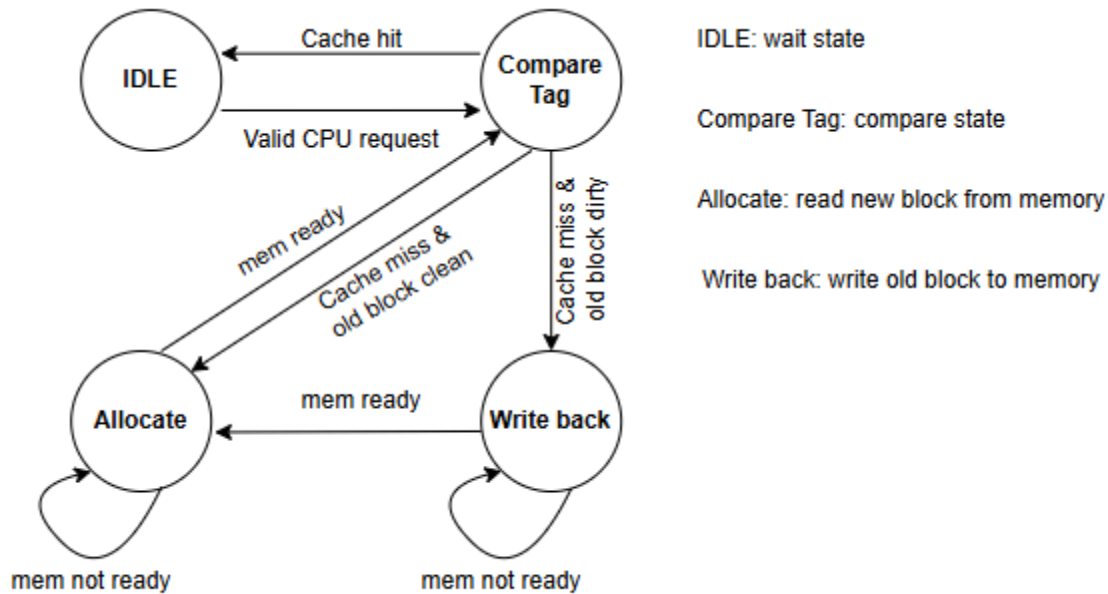 Cache hit
IDLE
Compare
Tag
Valid CPU request
mem ready
Cache miss &
old block clean
Cache miss &
old block dirty
Allocate
mem ready
Write back
mem not ready
mem not ready
IDLE: wait state
Compare Tag: compare state
Allocate: read new block from memory
Write back: write old block to memory